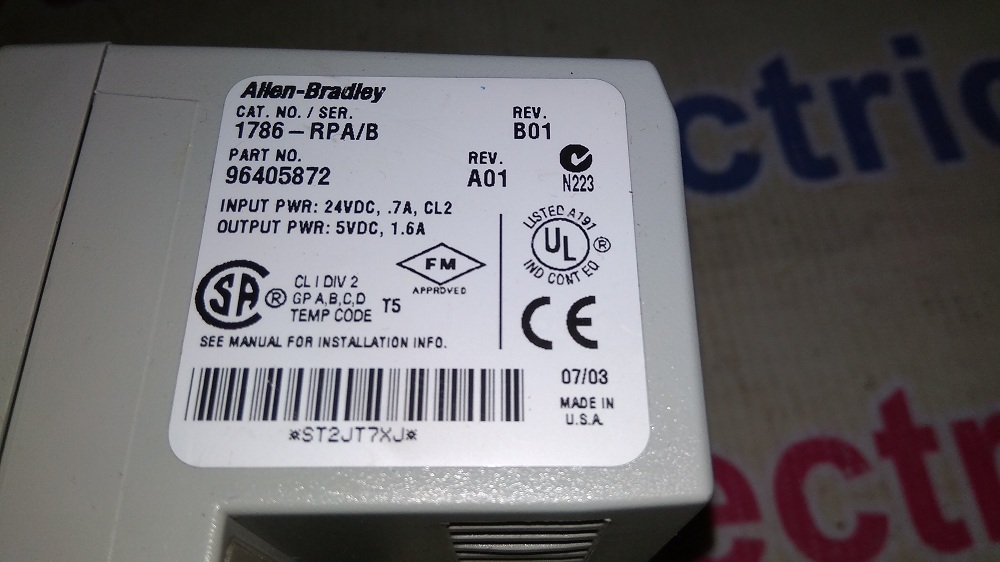 Allen-Bradley
CAT. NO. / SER.
REV.
1786-RPA/B
B01
PART NO.
REV.
96405872
A01
N223
INPUT PWR: 24VDC, .7A, CL2
OUTPUT PWR: 5VDC, 1.6A
LISTED A191
UL ®
IND CONT EQ
SA ®
CL I DIV 2
GP A,B,C,D
TEMP CODE T5
FM
APPROVED
CE
SEE MANUAL FOR INSTALLATION INFO.
07/03
MADE IN
U.S.A.
*ST2JT7XJ*
ectric
ectr